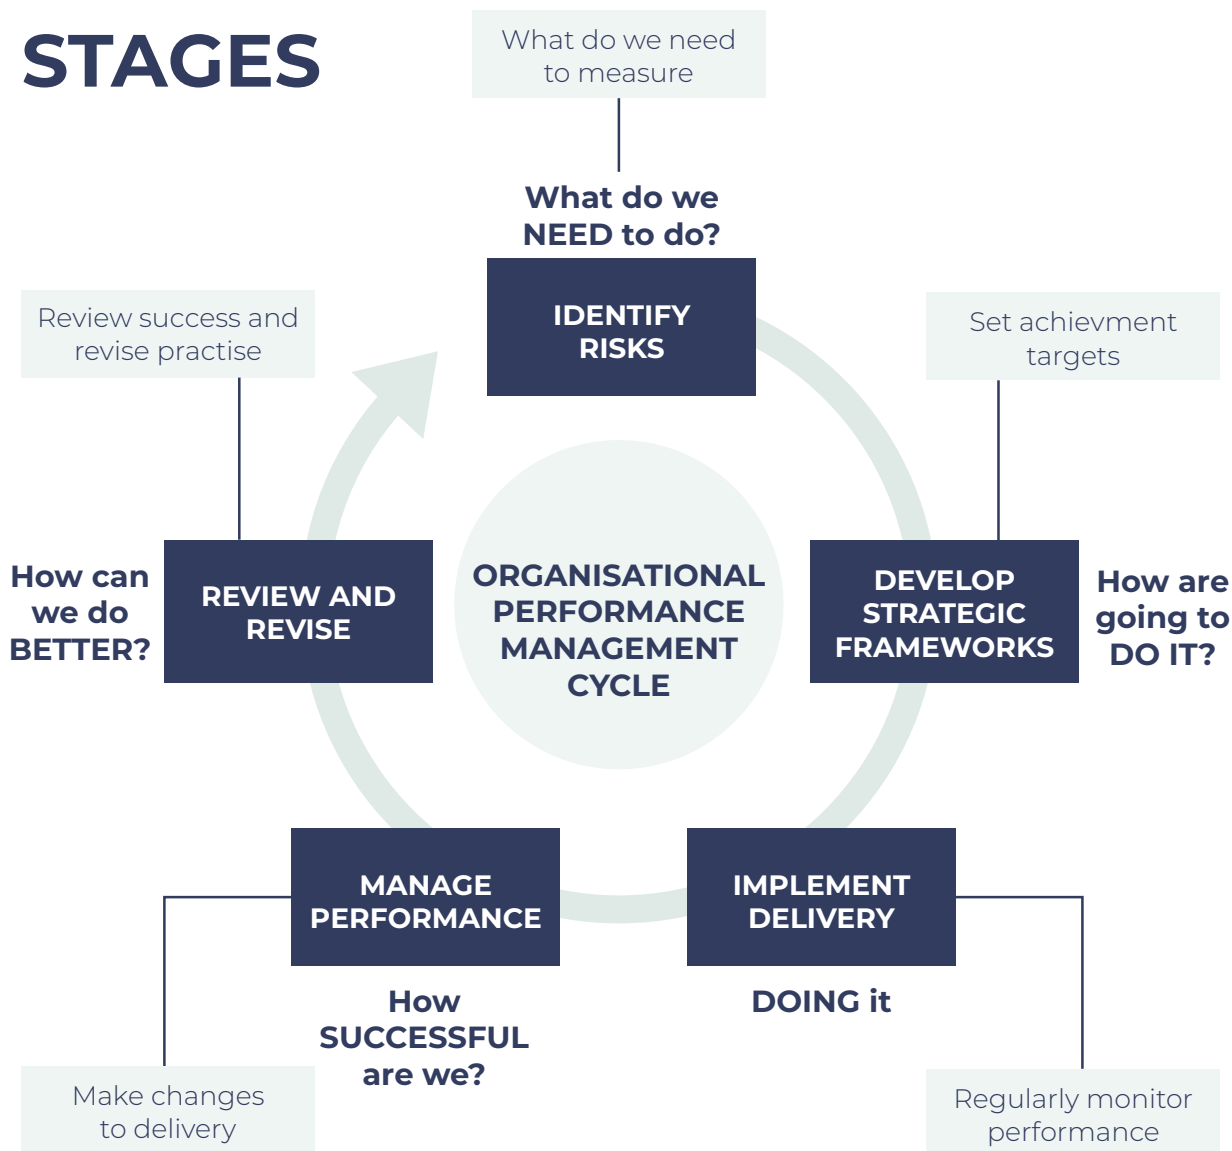 STAGES
What do we need
to measure
What do we
NEED to do?
IDENTIFY
RISKS
Set achievment
targets
DEVELOP
STRATEGIC
FRAMEWORKS
How are
going to
DO IT?
IMPLEMENT
DELIVERY
DOING it
Regularly monitor
performance
MANAGE
PERFORMANCE
How
SUCCESSFUL
are we?
Make changes
to delivery
Review success and
revise practise
How can
we do
BETTER?
REVIEW AND
REVISE
ORGANISATIONAL
PERFORMANCE
MANAGEMENT
CYCLE